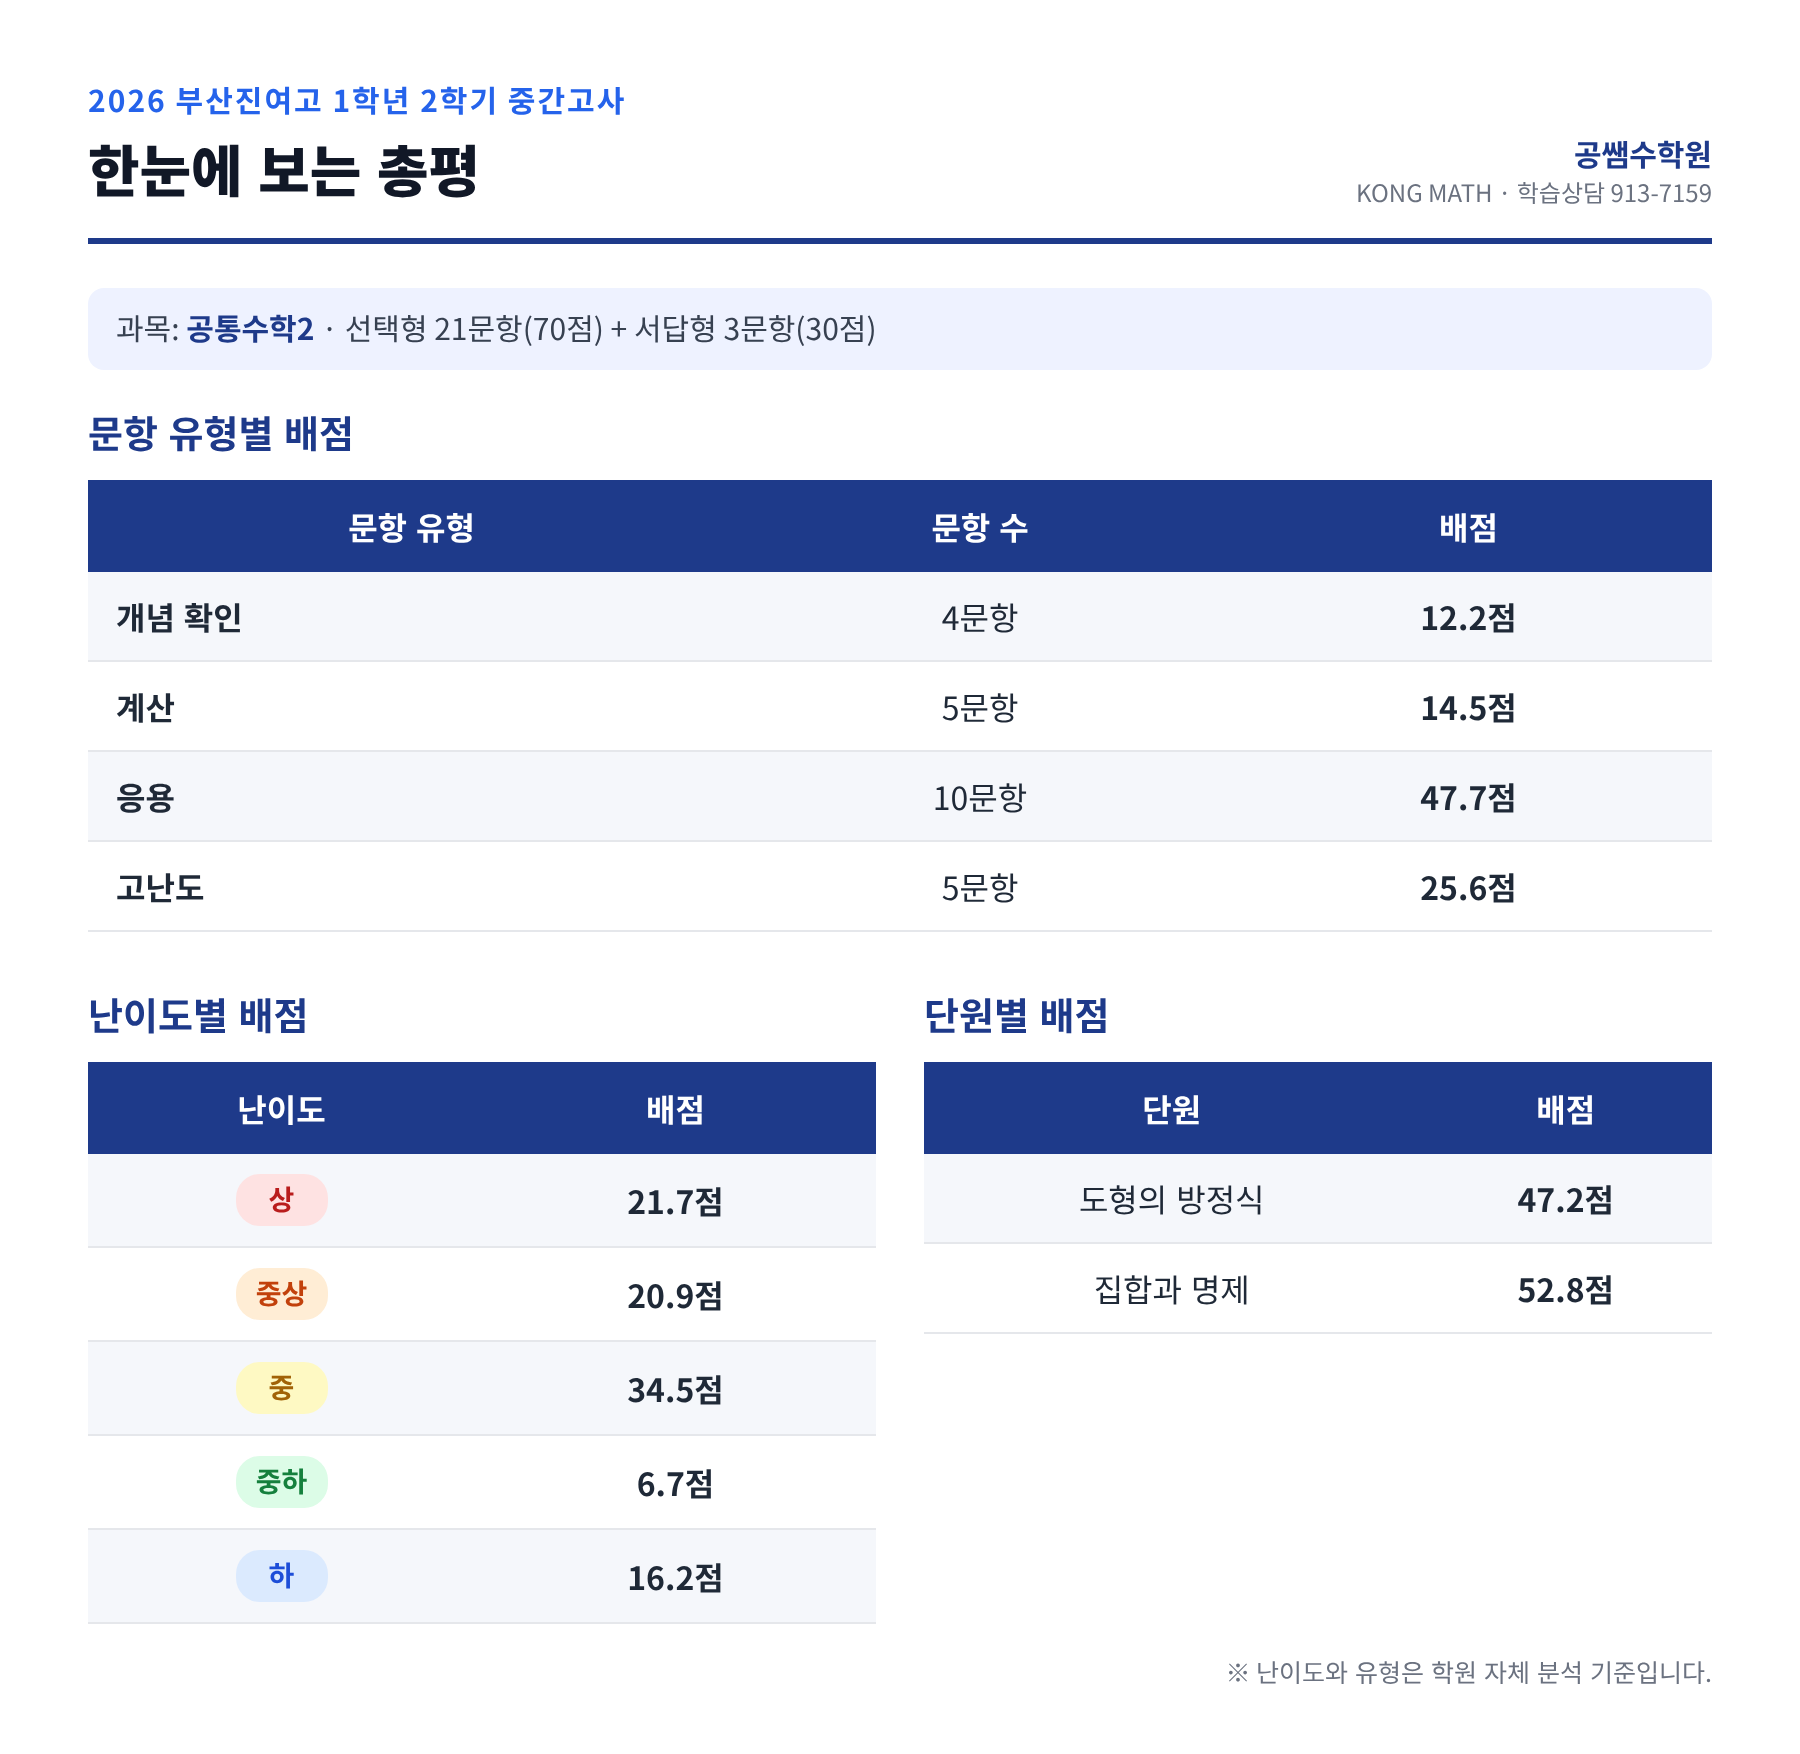 2026 부산진여고 1학년 2학기 중간고사
한눈에 보는 총평
공쌤수학원
KONG MATH · 학습상담 913-7159
과목: 공통수학2 · 선택형 21문항(70점) + 서답형 3문항(30점)
문항 유형별 배점
문항 유형 문항 수 배점
개념 확인 4문항 12.2점
계산 5문항 14.5점
응용 10문항 47.7점
고난도 5문항 25.6점
난이도별 배점
난이도 배점
상 21.7점
중상 20.9점
중 34.5점
중하 6.7점
하 16.2점
단원별 배점
단원 배점
도형의 방정식 47.2점
집합과 명제 52.8점
※ 난이도와 유형은 학원 자체 분석 기준입니다.